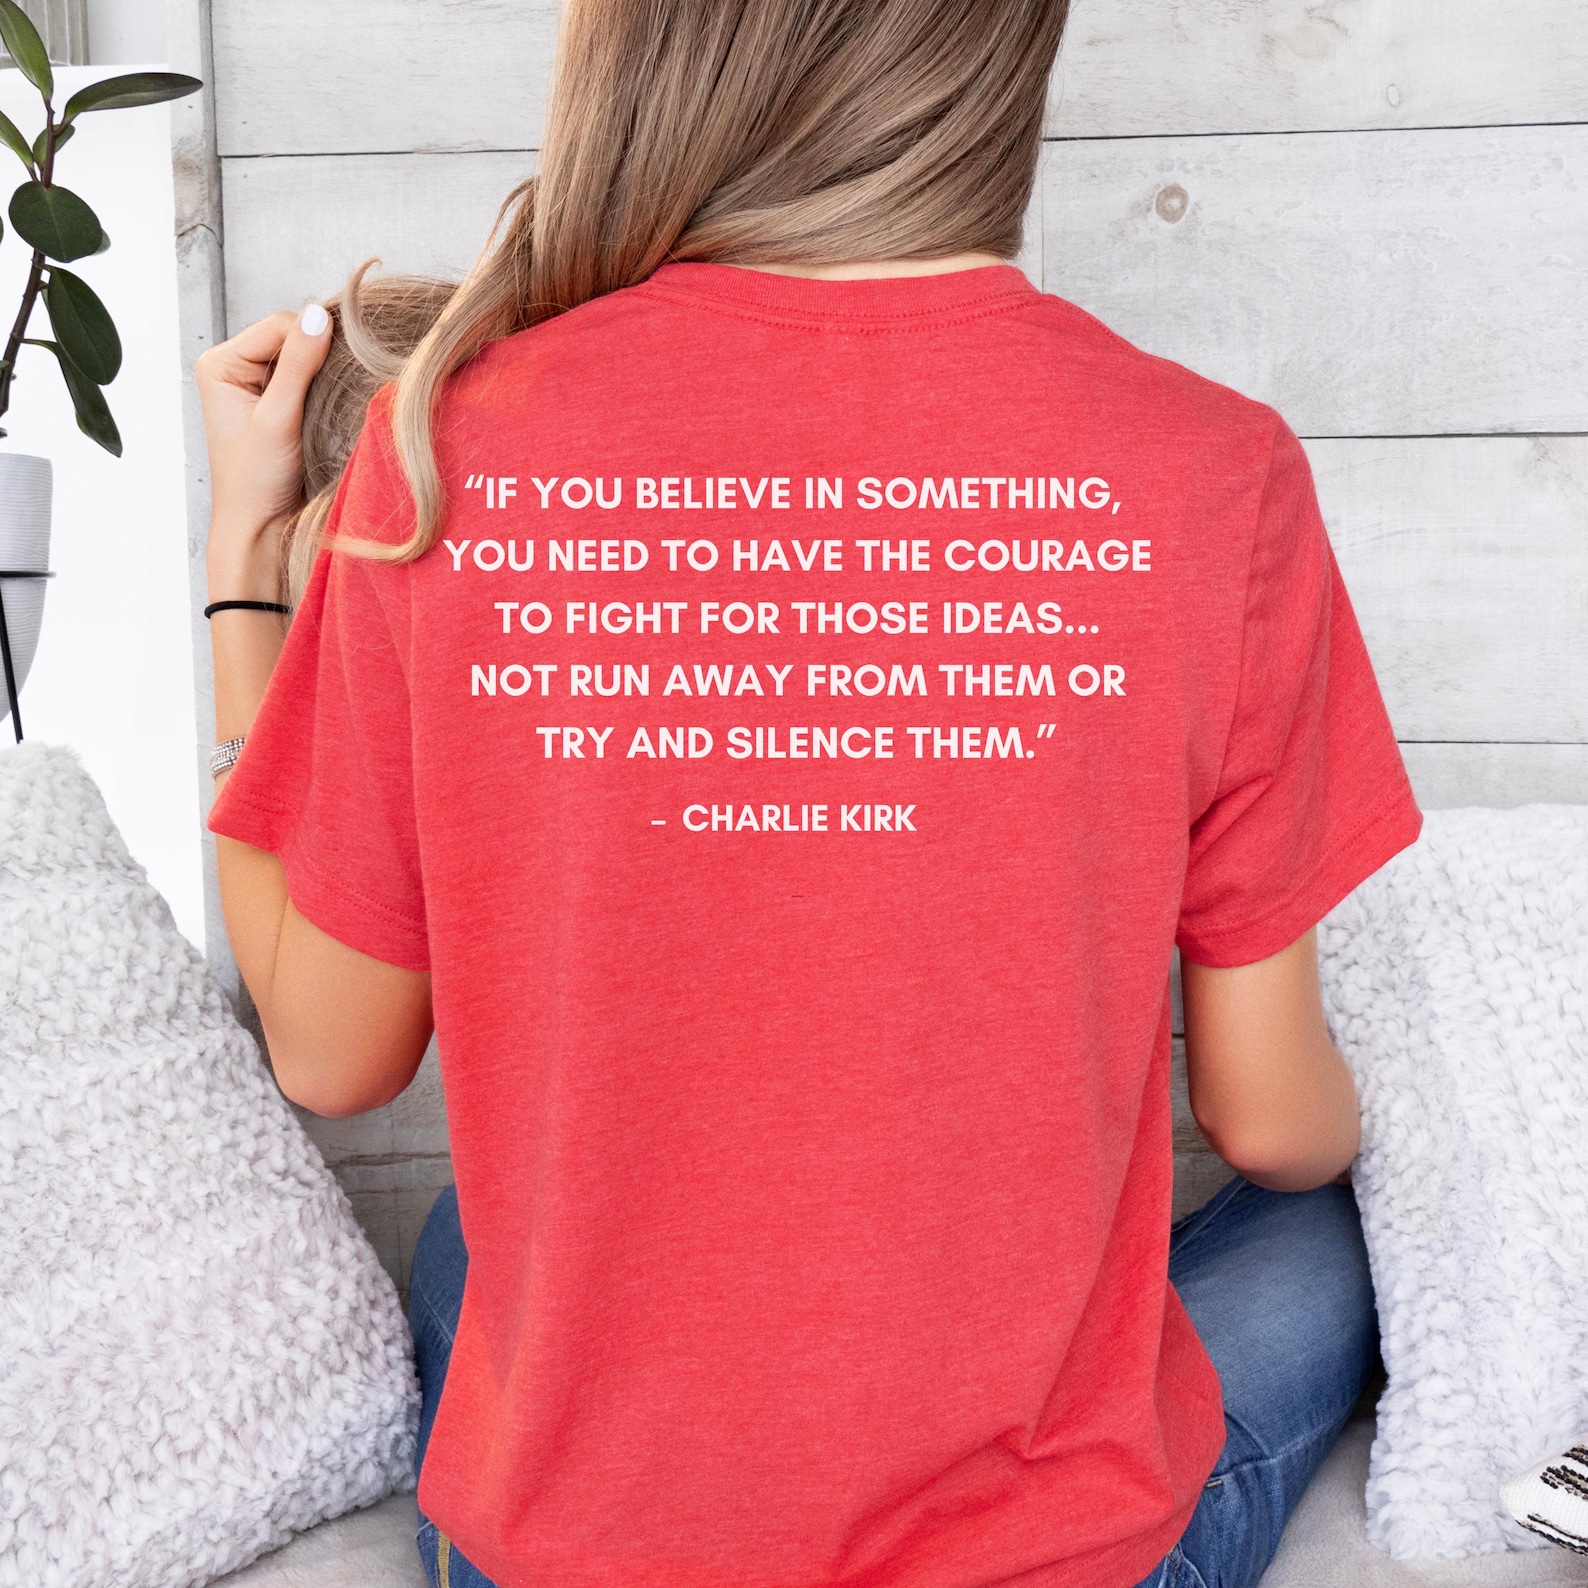 “IF YOU BELIEVE IN SOMETHING,
YOU NEED TO HAVE THE COURAGE
TO FIGHT FOR THOSE IDEAS...
NOT RUN AWAY FROM THEM OR
TRY AND SILENCE THEM.”
– CHARLIE KIRK